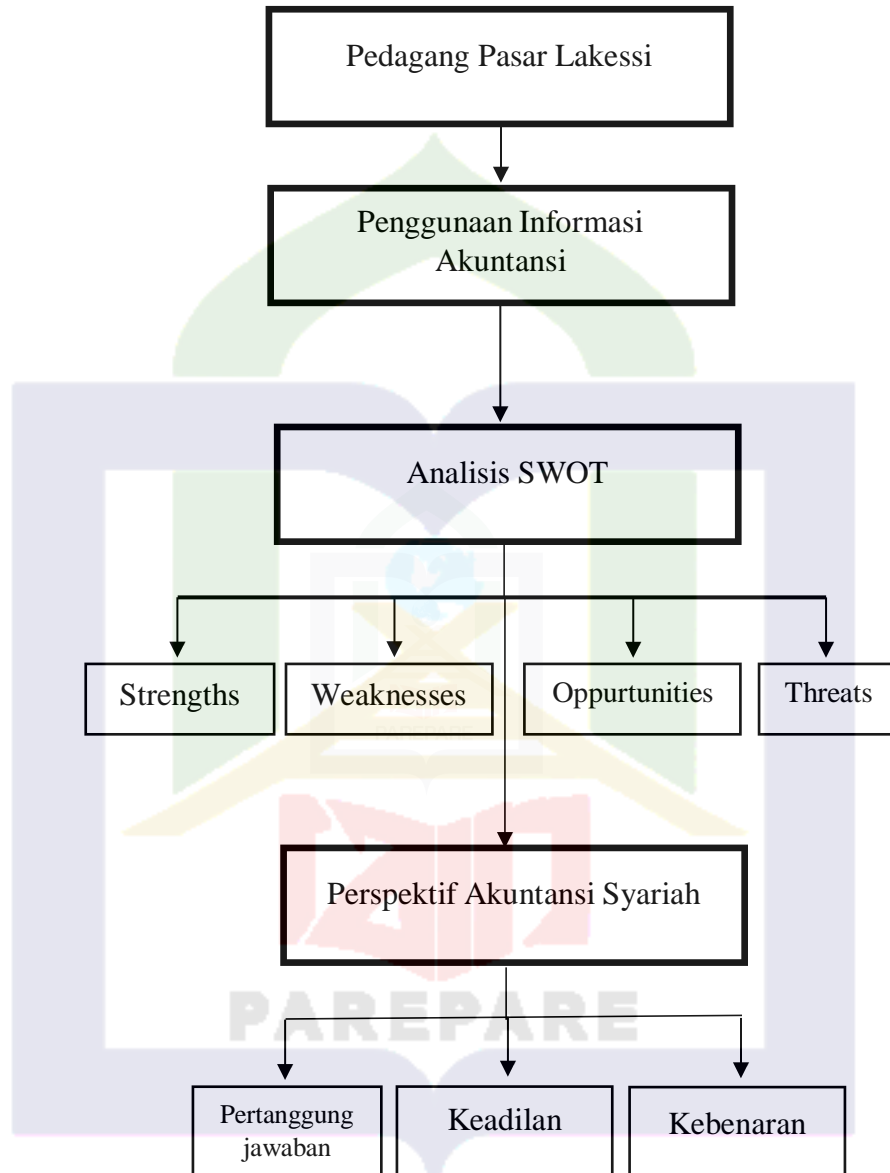 Pedagang Pasar Lakessi
Penggunaan Informasi
Akuntansi
Analisis SWOT
Strengths
Weaknesses
Oppurtunities
Threats
PAREPARE
Perspektif Akuntansi Syariah
PAREPARE
Pertanggung
jawaban
Keadilan
Kebenaran